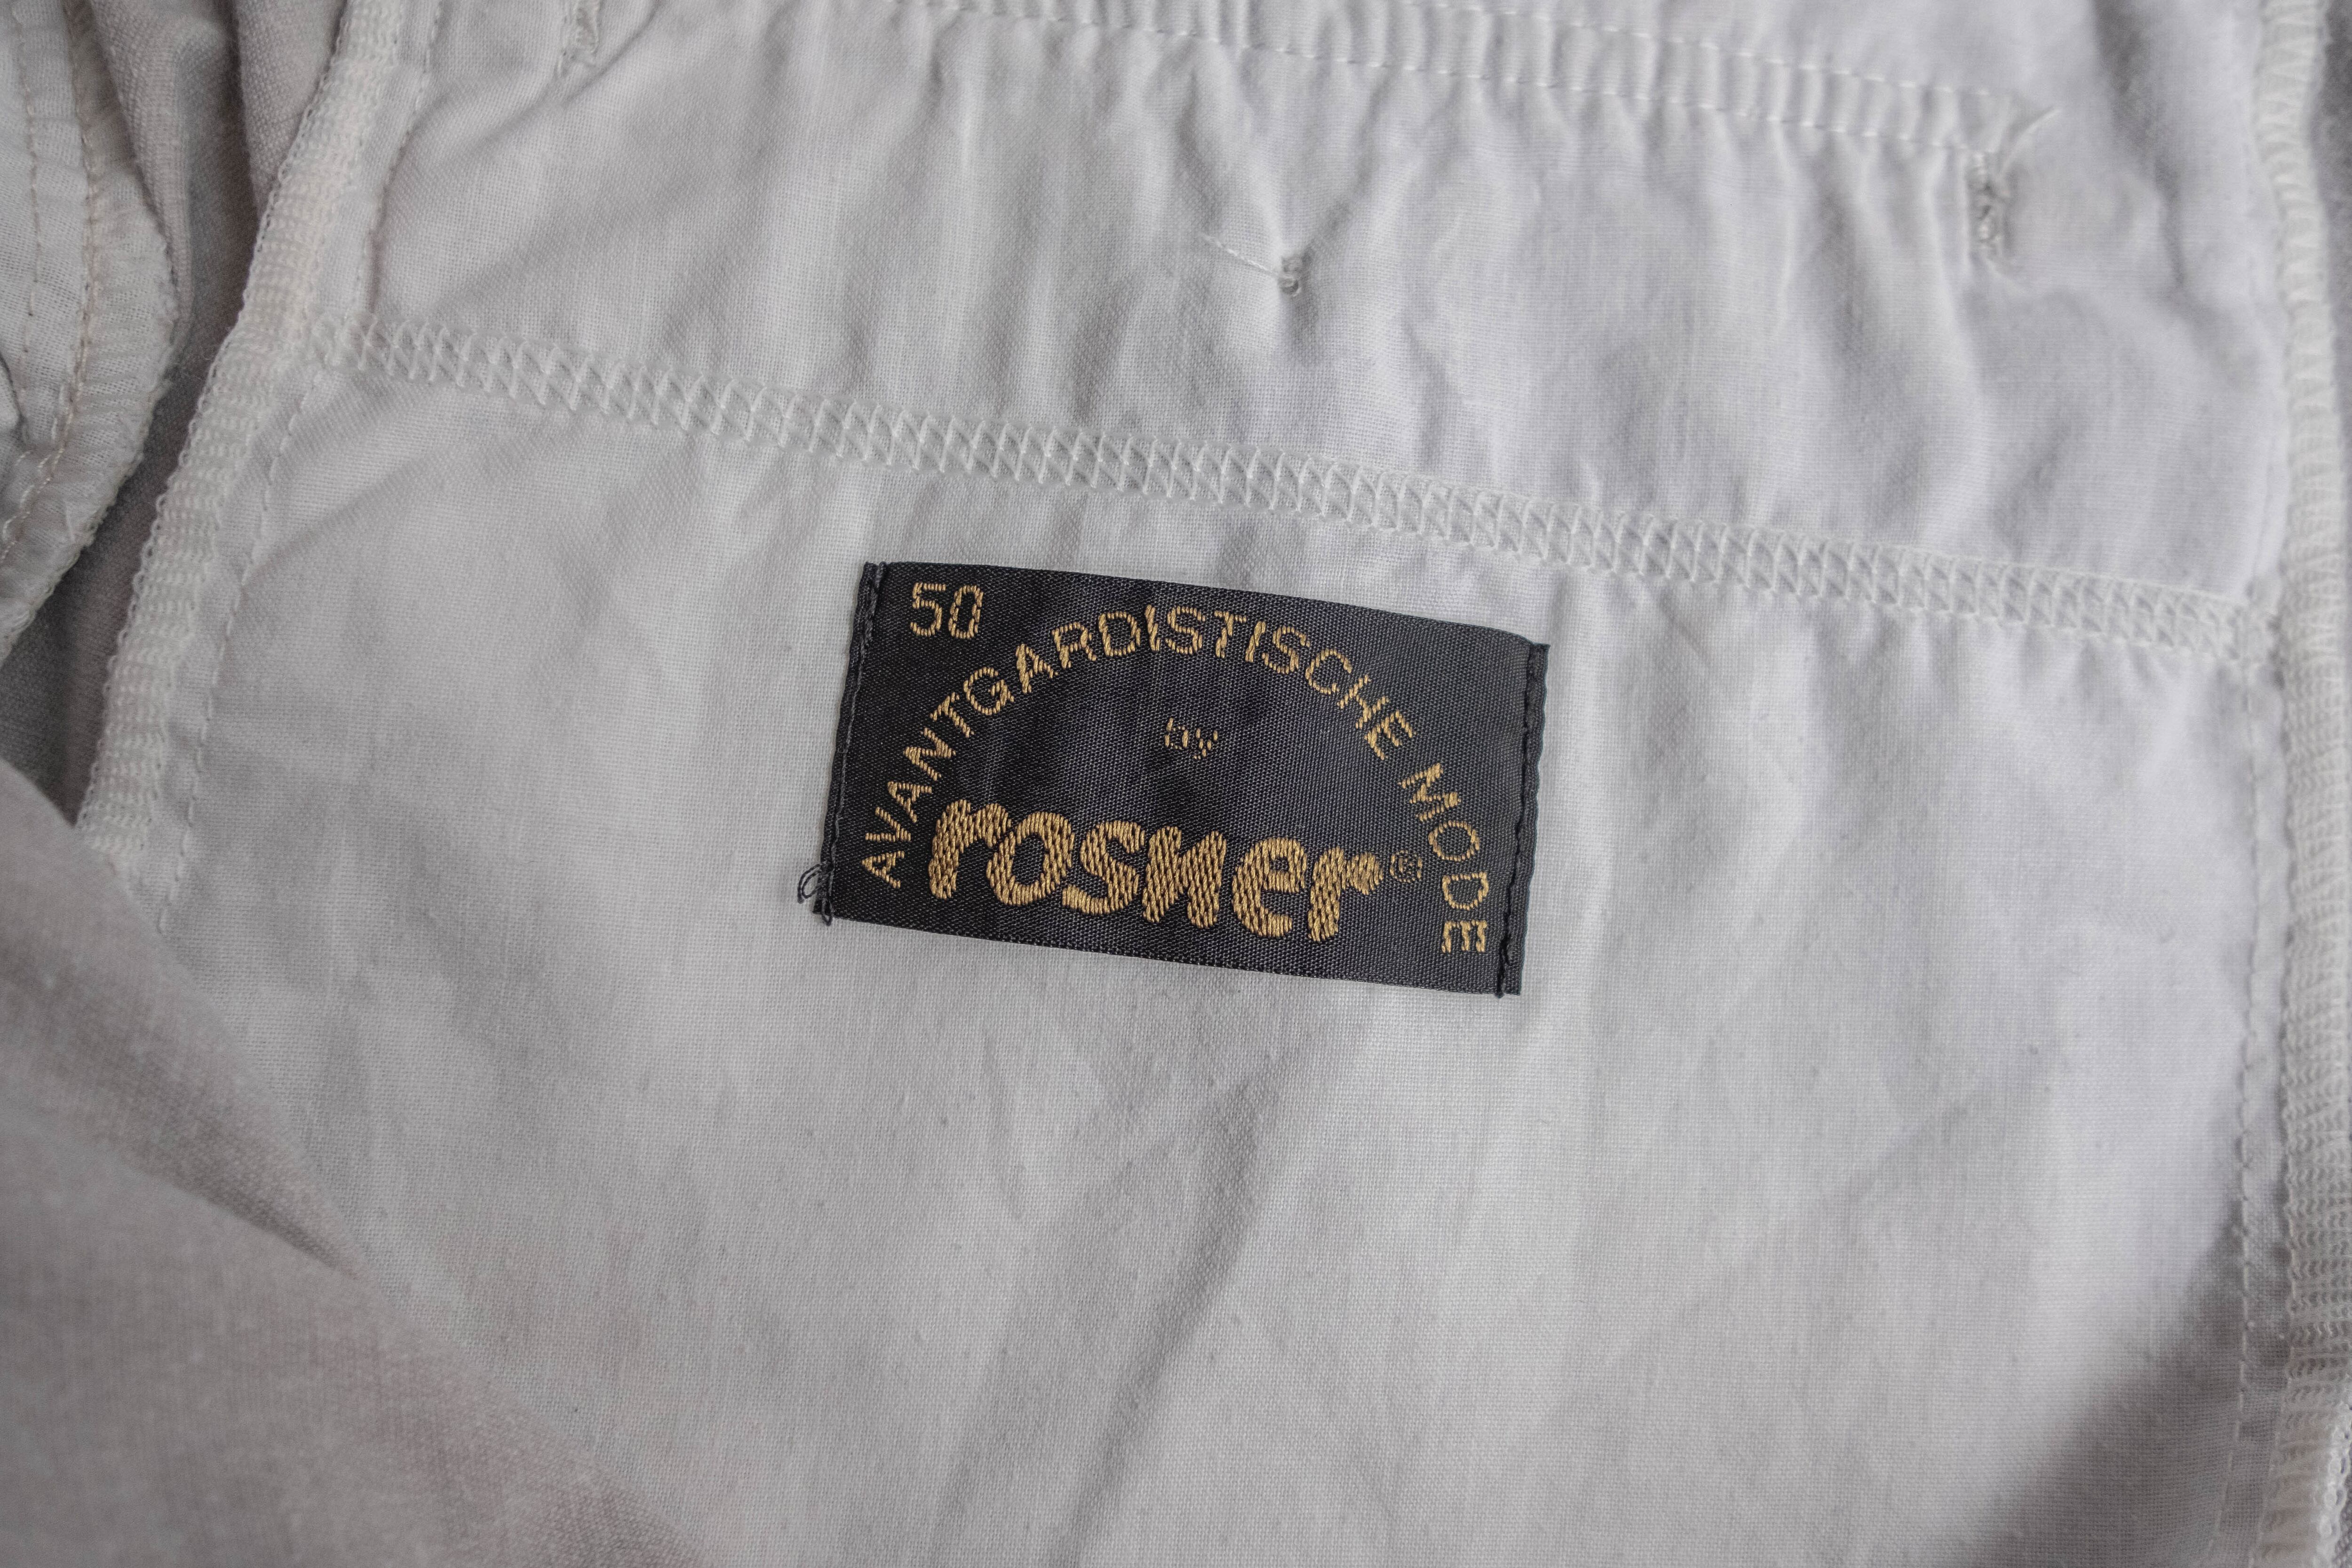 50
AVANTGARDISTISCHE MODE
by
rosner®